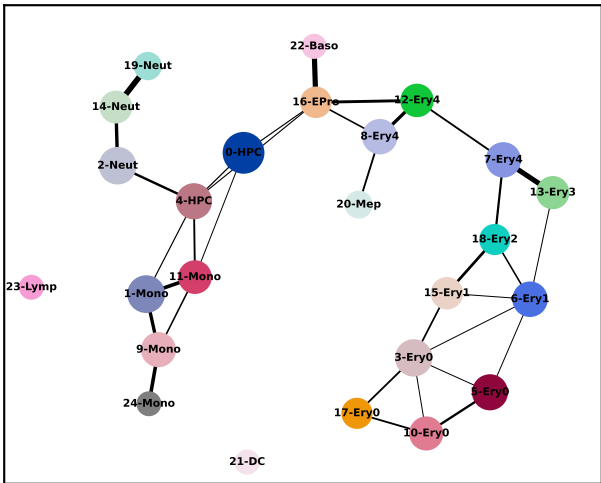 22-Baso
19-Neut
16-EPro
12-Ery4
14-Neut
8-Ery4
0-HPC
7-Ery4
2-Neut
13-Ery3
4-HPC
20-Mep
18-Ery2
11-Mono
23-Lymp
1-Mono
15-Ery1
6-Ery1
9-Mono
3-Ery0
5-Ery0
24-Mono
17-Ery0
10-Ery0
21-DC